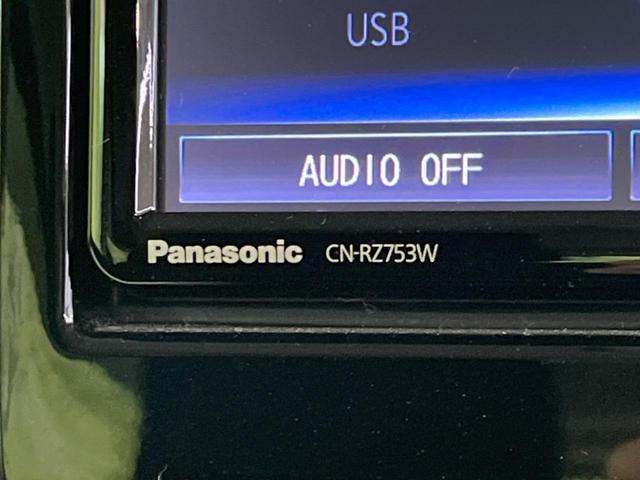 USB
AUDIO OFF
Panasonic CN-RZ753W